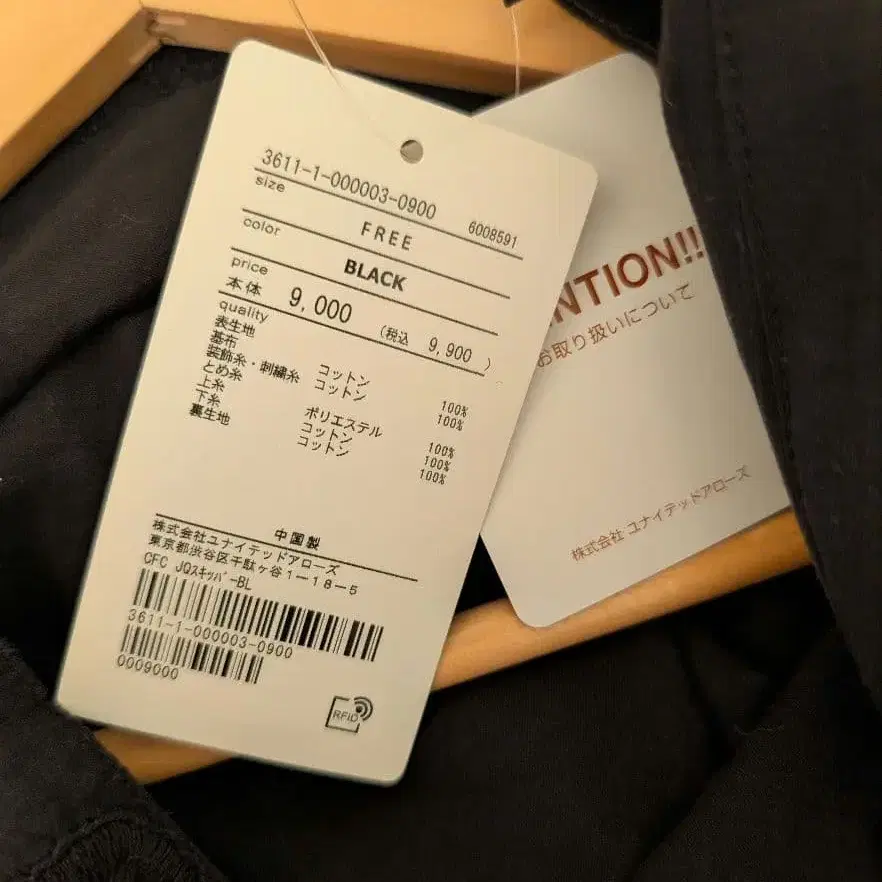 3611-1-000003-0900
size 6008591
FREE
color
BLACK
price
本体 9,000 (税込 9,900 )
quality
表生地 コットン 100%
基布 コットン 100%
装飾糸・刺繍糸
とめ糸 ポリエステル 100%
上糸 コットン 100%
下糸 コットン 100%
裏生地
中国製
株式会社ユナイテッドアローズ
東京都渋谷区千駄ヶ谷1-18-5
CFC JQスキッパ-BL
3611-1-000003-0900
0009000
RFID
NTION!!
お取り扱いについて
株式会社 ユナイテッドアローズ